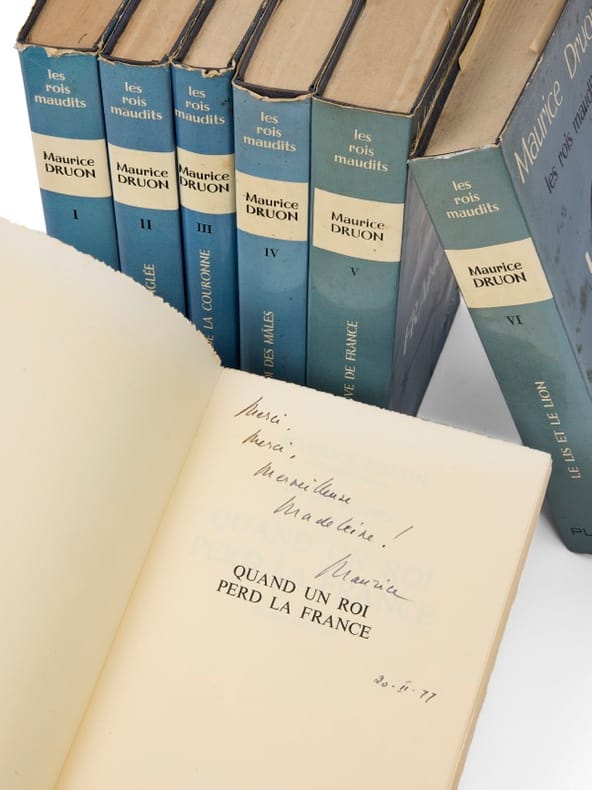 les
rois
maudits
Maurice
DRUON
I
les
rois
maudits
Maurice
DRUON
II
GLÉE
les
rois
maudits
Maurice
DRUON
III
LA COURONNE
les
rois
maudits
Maurice
DRUON
IV
DES MÂLES
les
rois
maudits
Maurice
DRUON
V
DE FRANCE
les
rois
maudits
Maurice
DRUON
VI
LE LIS ET LE LION
Maurice
les rois
Merci,
Merci,
Merveilleuse
Madeleine!
Maurice
QUAND UN ROI
PERD LA FRANCE
20-II-77